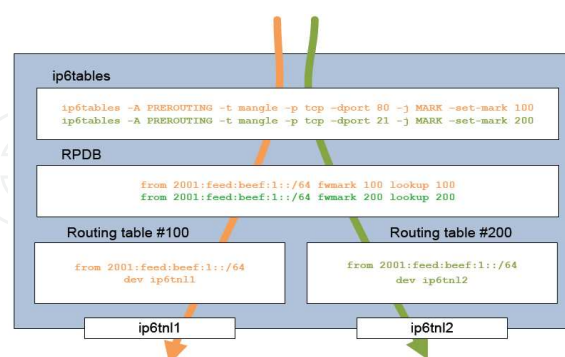 ip6tables
ip6tables -A PREROUTING -t mangle -p tcp -dport 80 -j MARK -set-mark 100
ip6tables -A PREROUTING -t mangle -p tcp -dport 21 -j MARK -set-mark 200
RPDB
from 2001:feed:beef:1::/64 fwmark 100 lookup 100
from 2001:feed:beef:1::/64 fwmark 200 lookup 200
Routing table #100
Routing table #200
from 2001:feed:beef:1::/64
dev ip6tnl1
from 2001:feed:beef:1::/64
dev ip6tnl2
ip6tnl1
ip6tnl2